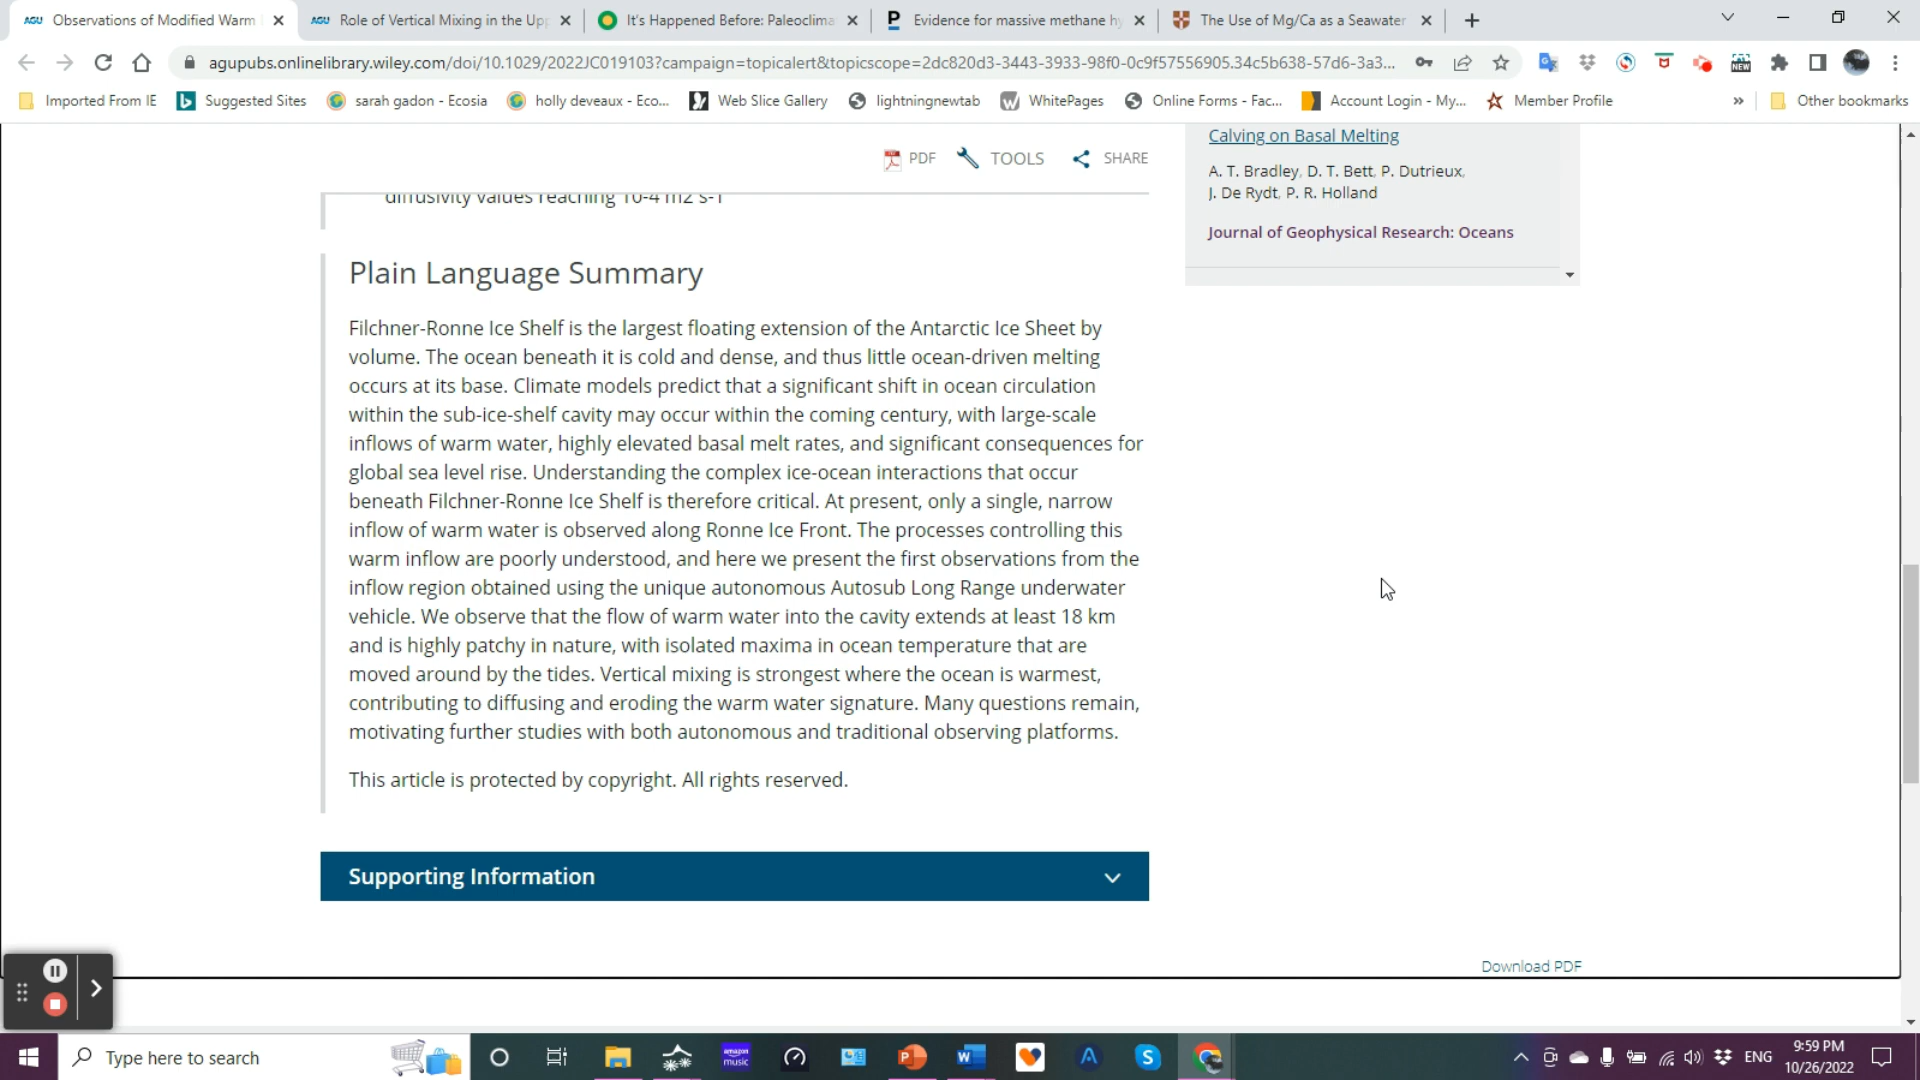 AGU Observations of Modified Warm
AGU Role of Vertical Mixing in the Upp
It's Happened Before: Paleoclima
Evidence for massive methane hy
The Use of Mg/Ca as a Seawater
agupubs.onlinelibrary.wiley.com/doi/10.1029/2022JC019103?campaign=topicalert&topicscope=2dc820d3-3443-3933-98f0-0c9f57556905.34c5b638-57d6-3a3...
NEW
Imported From IE
Suggested Sites
sarah gadon - Ecosia
holly deveaux - Eco...
Web Slice Gallery
lightningnewtab
WhitePages
Online Forms - Fac...
Account Login - My...
Member Profile
»
Other bookmarks
PDF TOOLS SHARE
Calving on Basal Melting
A. T. Bradley, D. T. Bett, P. Dutrieux,
J. De Rydt, P. R. Holland
Journal of Geophysical Research: Oceans
diffusivity values reaching 10-4 m2 s-1
Plain Language Summary
Filchner-Ronne Ice Shelf is the largest floating extension of the Antarctic Ice Sheet by
volume. The ocean beneath it is cold and dense, and thus little ocean-driven melting
occurs at its base. Climate models predict that a significant shift in ocean circulation
within the sub-ice-shelf cavity may occur within the coming century, with large-scale
inflows of warm water, highly elevated basal melt rates, and significant consequences for
global sea level rise. Understanding the complex ice-ocean interactions that occur
beneath Filchner-Ronne Ice Shelf is therefore critical. At present, only a single, narrow
inflow of warm water is observed along Ronne Ice Front. The processes controlling this
warm inflow are poorly understood, and here we present the first observations from the
inflow region obtained using the unique autonomous Autosub Long Range underwater
vehicle. We observe that the flow of warm water into the cavity extends at least 18 km
and is highly patchy in nature, with isolated maxima in ocean temperature that are
moved around by the tides. Vertical mixing is strongest where the ocean is warmest,
contributing to diffusing and eroding the warm water signature. Many questions remain,
motivating further studies with both autonomous and traditional observing platforms.
This article is protected by copyright. All rights reserved.
Supporting Information
Download PDF
Type here to search
amazon music
ENG
9:59 PM
10/26/2022